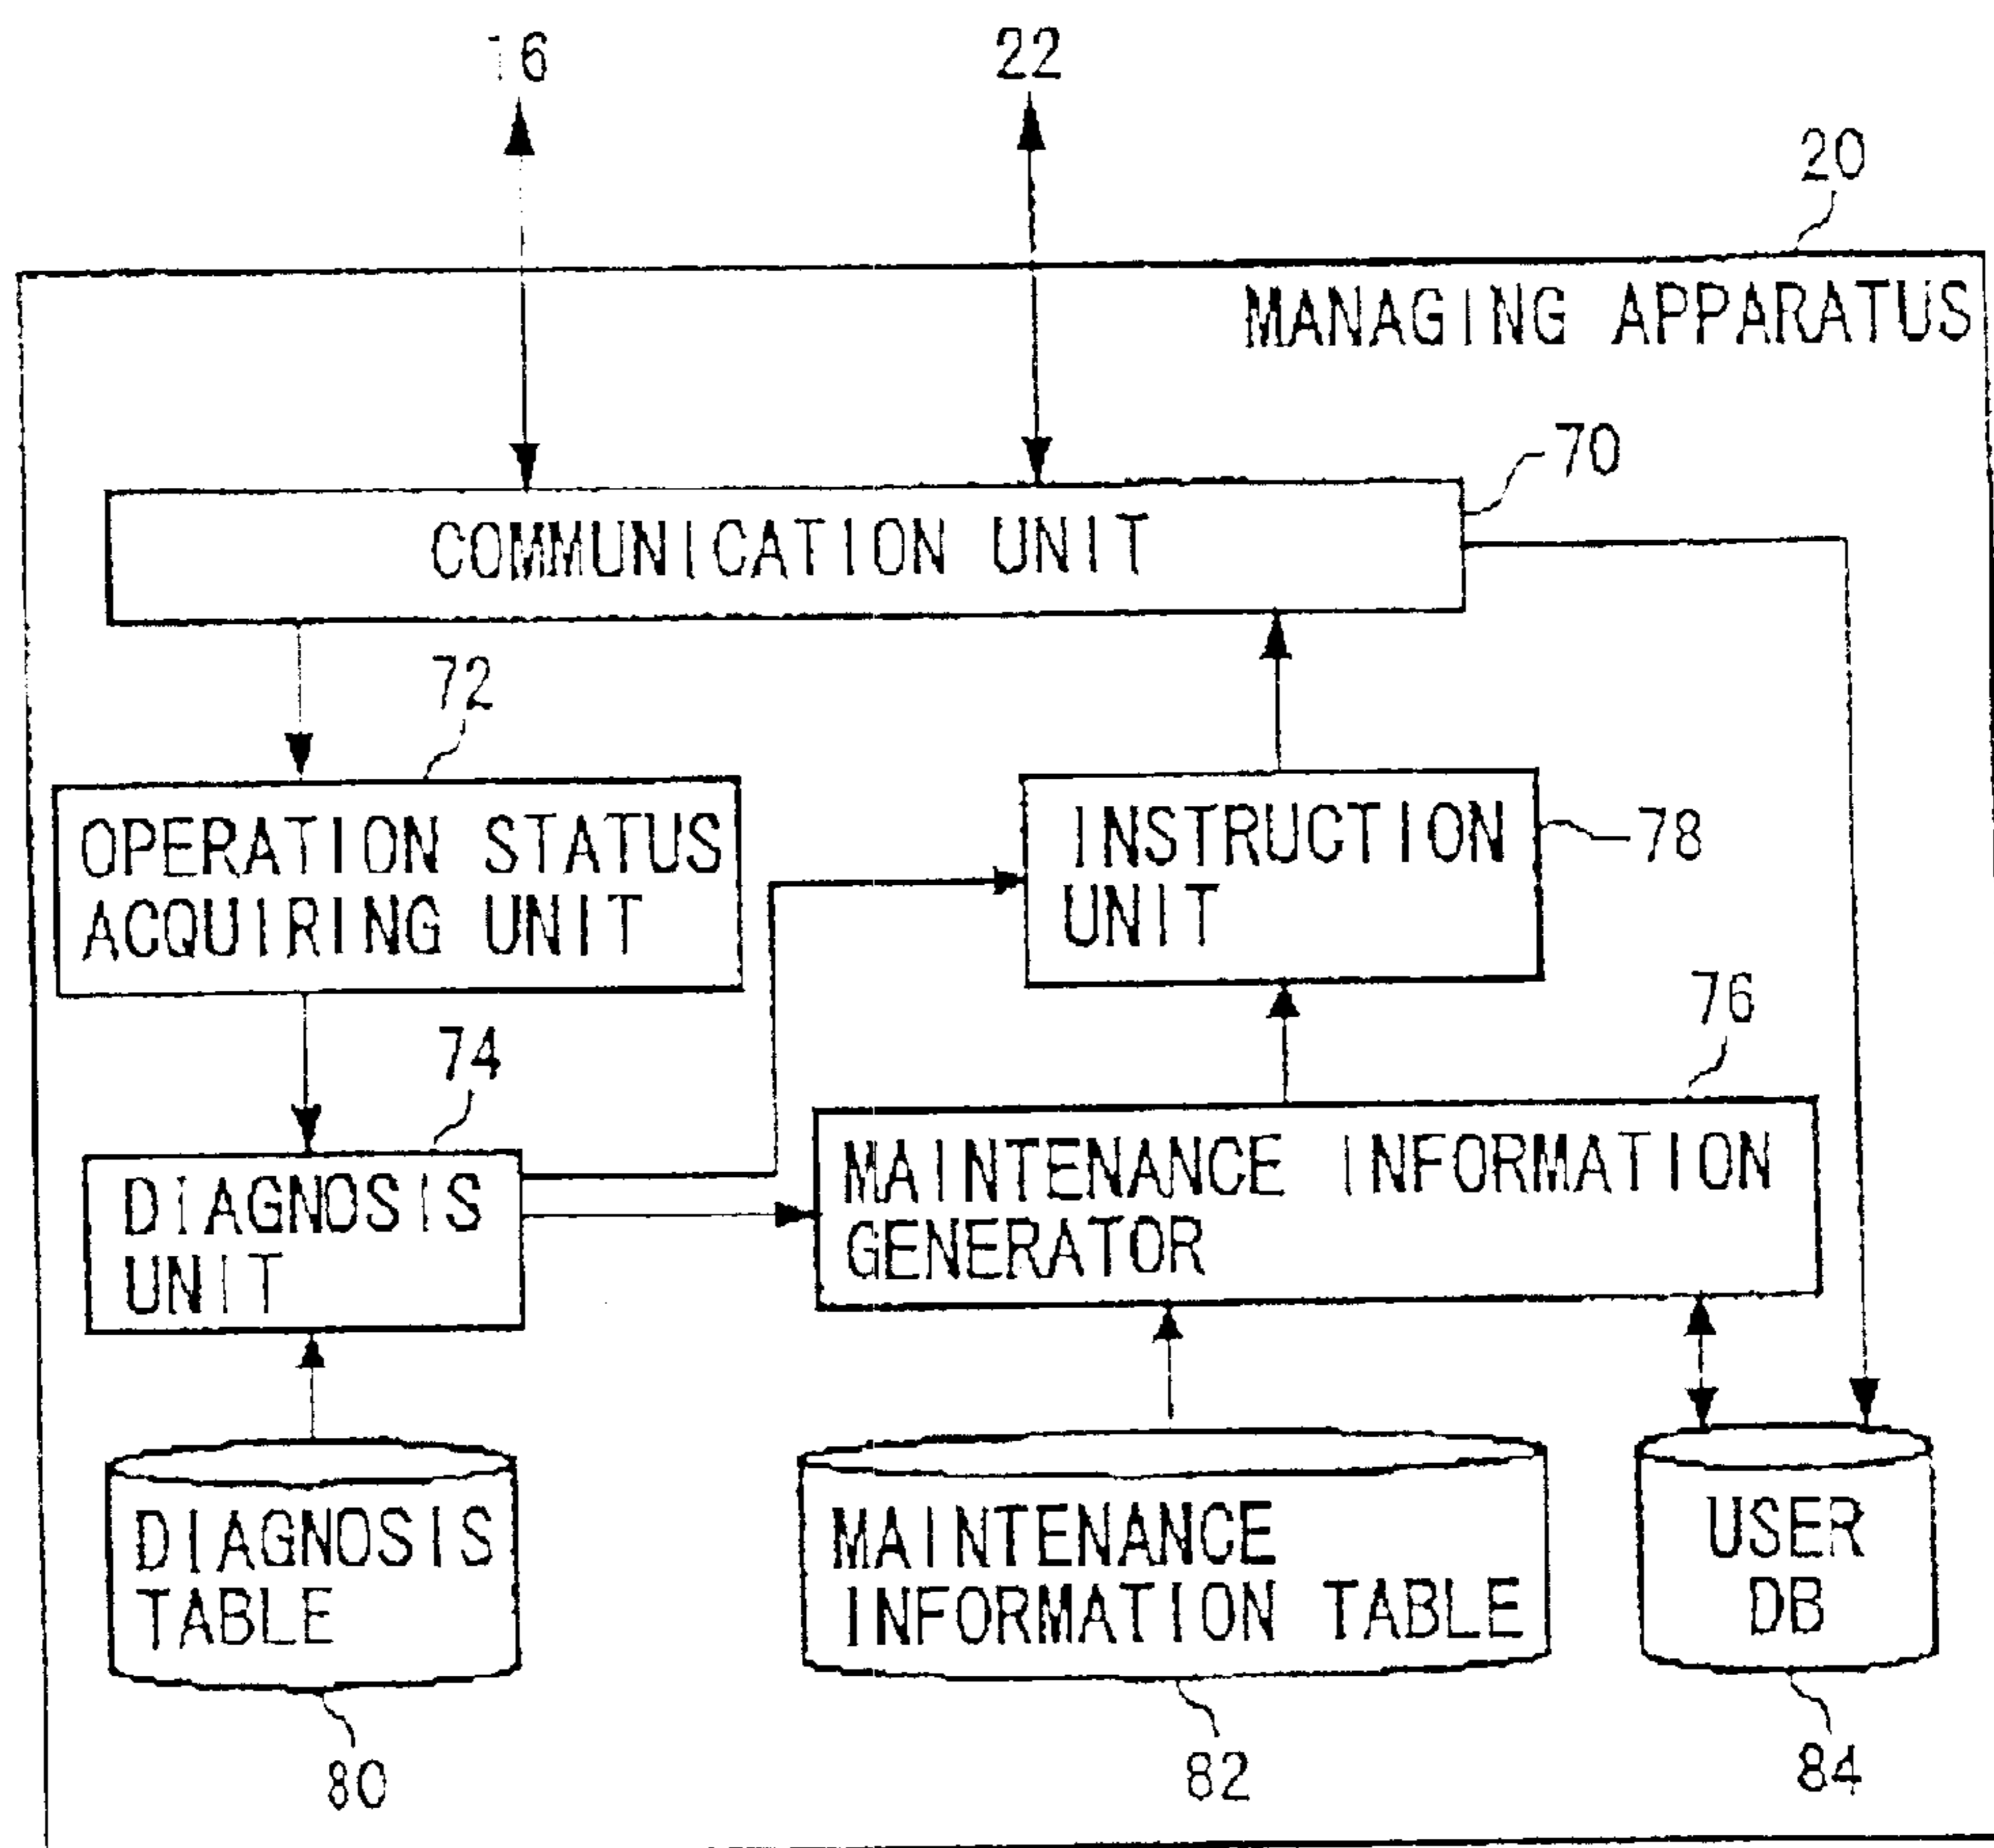 16
22
20
MANAGING APPARATUS
70
COMMUNICATION UNIT
72
OPERATION STATUS
ACQUIRING UNIT
INSTRUCTION
UNIT
78
76
74
DIAGNOSIS
UNIT
MAINTENANCE INFORMATION
GENERATOR
DIAGNOSIS
TABLE
MAINTENANCE
INFORMATION TABLE
USER
DB
80
82
84